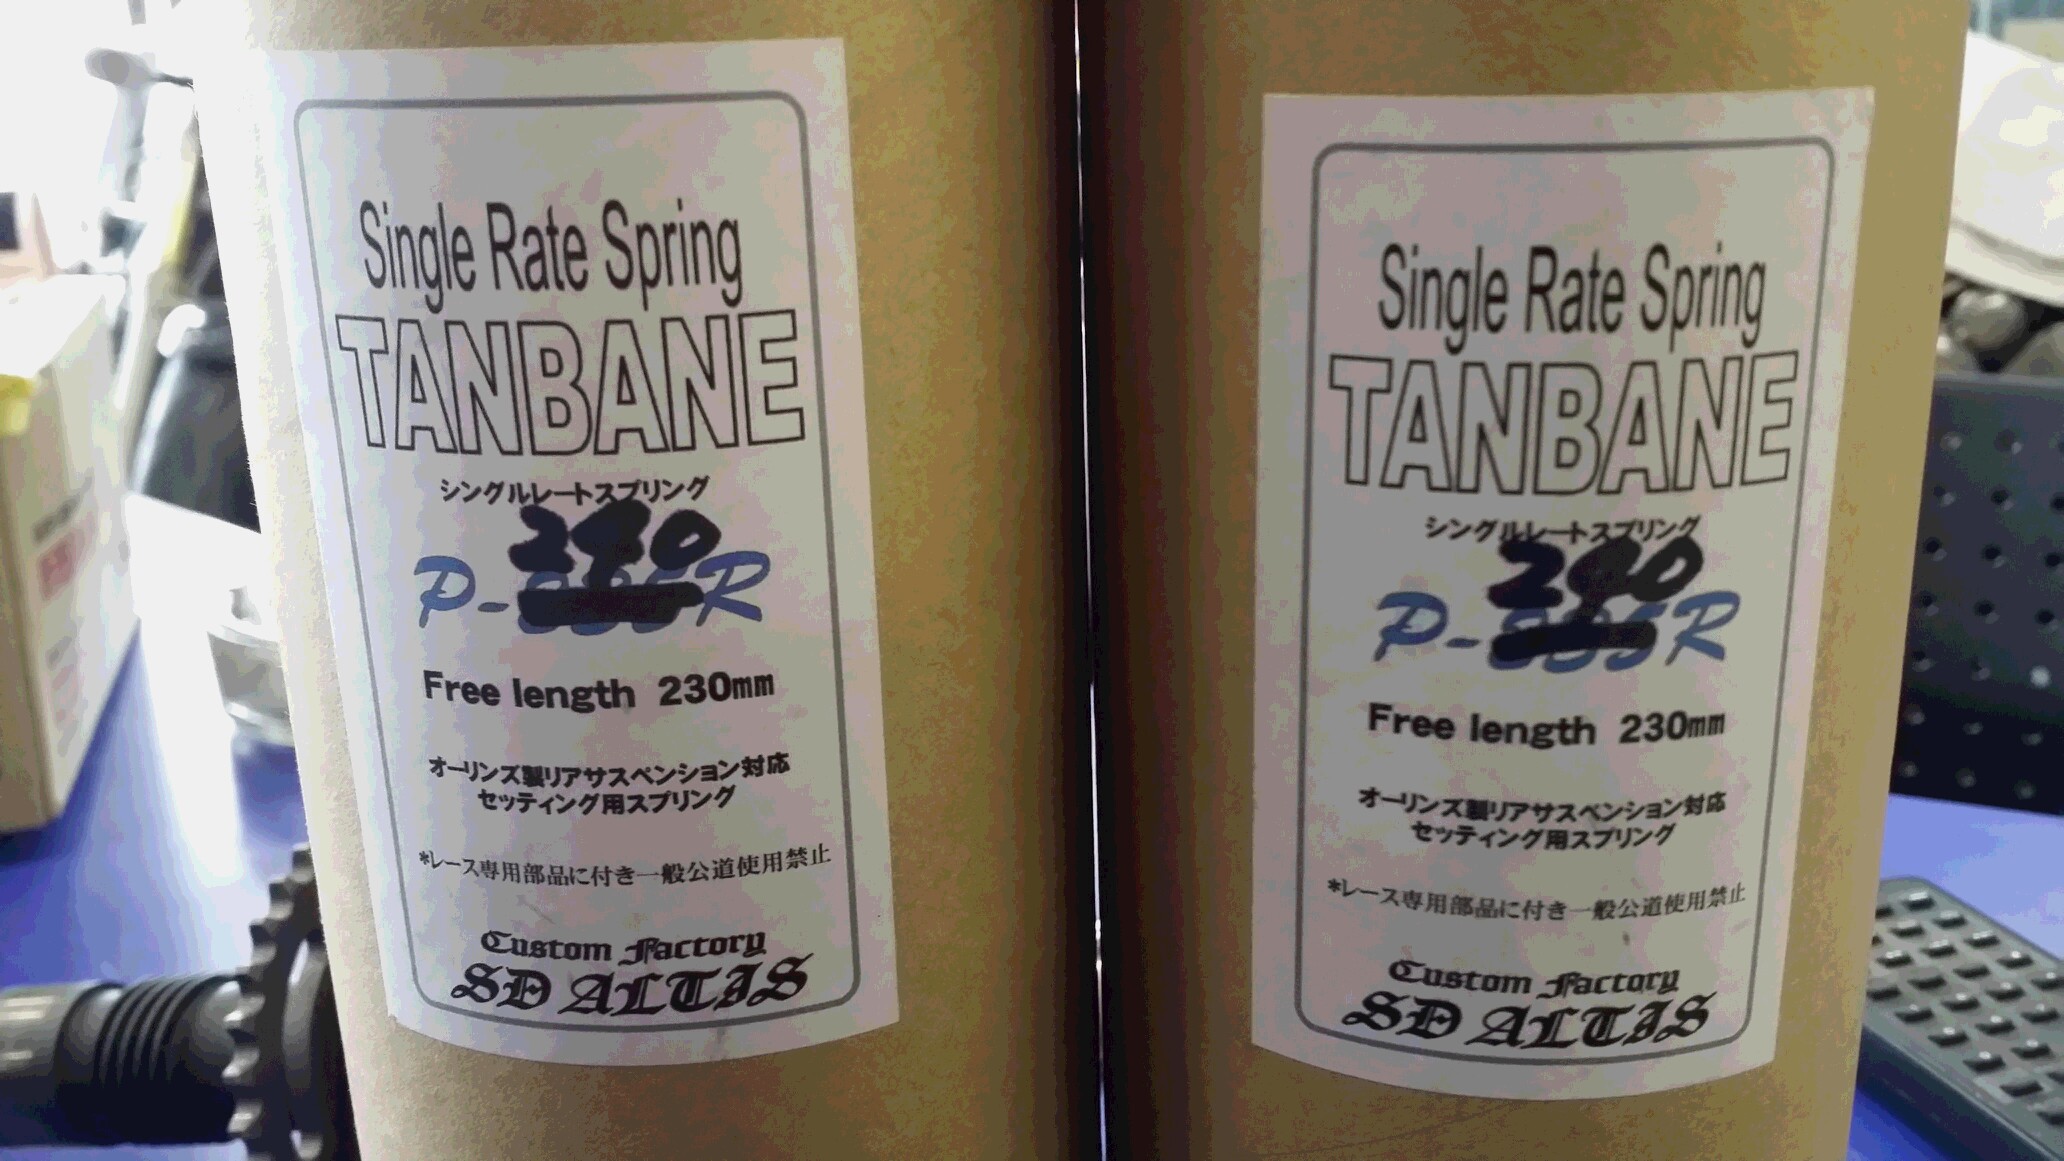 Single Rate Spring
TANBANE
シングルレートスプリング
240
P- R
Free length 230mm
オーリンズ製リアサスペンション対応
セッティング用スプリング
*レース専用部品に付き一般公道使用禁止
Custom Factory
SD ALTIS
Single Rate Spring
TANBANE
シングルレートスプリング
240
P- R
Free length 230mm
オーリンズ製リアサスペンション対応
セッティング用スプリング
*レース専用部品に付き一般公道使用禁止
Custom Factory
SD ALTIS